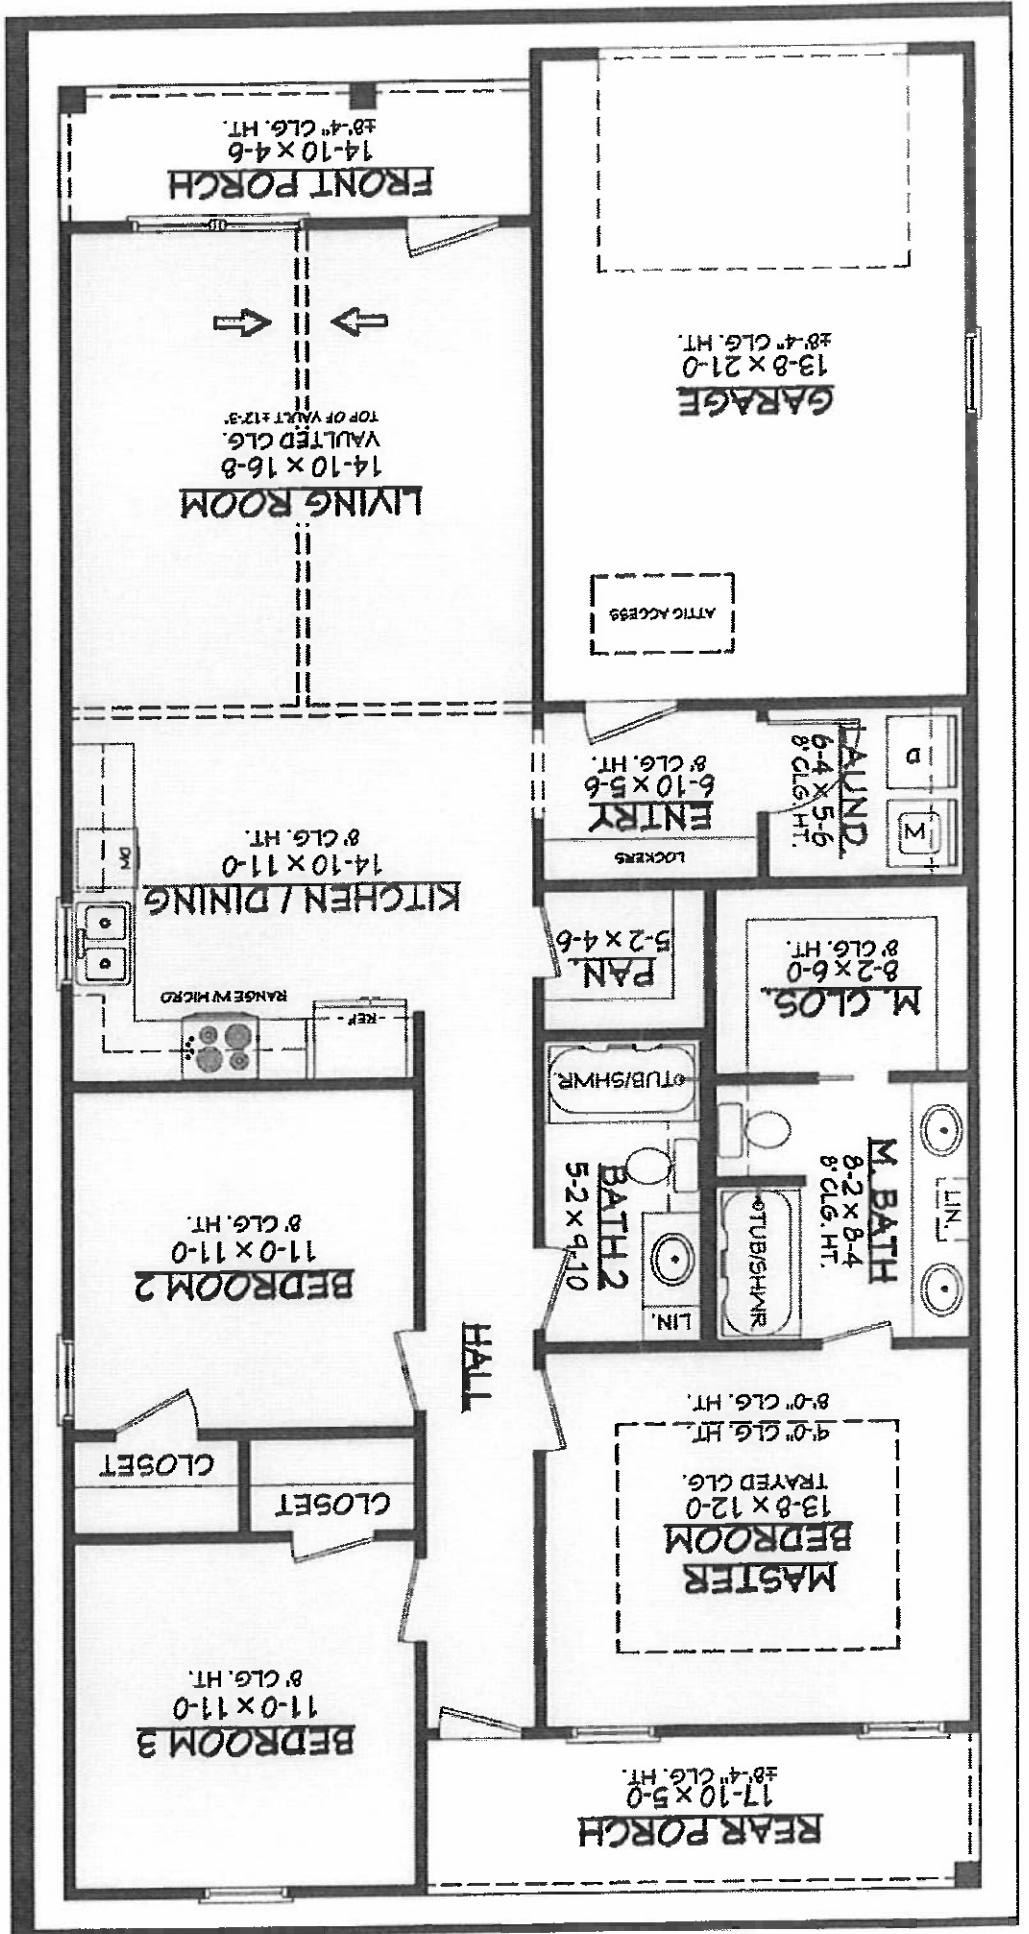 REAR PORCH
17-10 x 5-0
±8'-4" CLG. HT.
BEDROOM 3
11-0 x 11-0
8' CLG. HT.
MASTER
BEDROOM
13-8 x 12-0
TRAYED CLG.
9'-0" CLG. HT.
8'-0" CLG. HT.
CLOSET
CLOSET
HALL
BEDROOM 2
11-0 x 11-0
8' CLG. HT.
LIN.
BATH 2
5-2 x 9-10
TUB/SHWR.
M. BATH
8-2 x 8-4
8' CLG. HT.
LIN.
TUB/SHWR
M. CLOS.
8-2 x 6-0
8' CLG. HT.
PAN.
5-2 x 4-6
REF.
RANGE W/ MICRO
KITCHEN / DINING
14-10 x 11-0
8' CLG. HT.
DW
LOCKERS
ENTRY
6-10 x 5-6
8' CLG. HT.
LAUND.
6-4 x 5-6
8' CLG. HT.
W
D
ATTIC ACCESS
GARAGE
13-8 x 21-0
±8'-4" CLG. HT.
LIVING ROOM
14-10 x 16-8
VAULTED CLG.
TOP OF VAULT ±12'-3"
FRONT PORCH
14-10 x 4-6
±8'-4" CLG. HT.